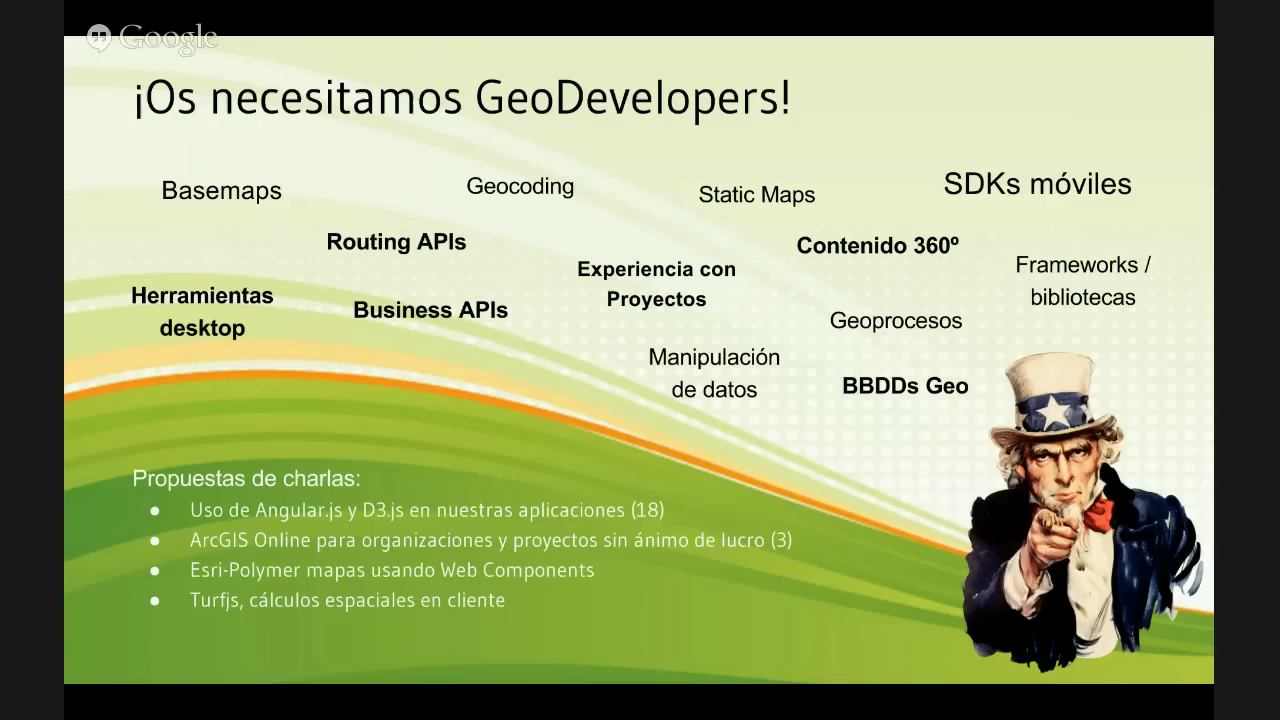 Google
¡Os necesitamos GeoDevelopers!
Basemaps
Geocoding
Static Maps
SDKs móviles
Routing APIs
Contenido 360º
Experiencia con
Proyectos
Frameworks /
bibliotecas
Herramientas
desktop
Business APIs
Geoprocesos
Manipulación
de datos
BBDDs Geo
Propuestas de charlas:
● Uso de Angular.js y D3.js en nuestras aplicaciones (18)
● ArcGIS Online para organizaciones y proyectos sin ánimo de lucro (3)
● Esri-Polymer mapas usando Web Components
● Turfjs, cálculos espaciales en cliente